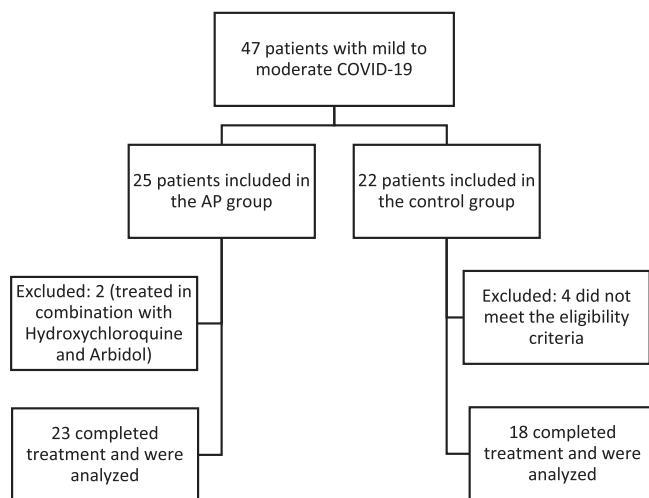 47 patients with mild to
moderate COVID-19
25 patients included in
the AP group
22 patients included in
the control group
Excluded: 2 (treated in
combination with
Hydroxychloroquine
and Arbidol)
Excluded: 4 did not
meet the eligibility
criteria
23 completed
treatment and were
analyzed
18 completed
treatment and were
analyzed